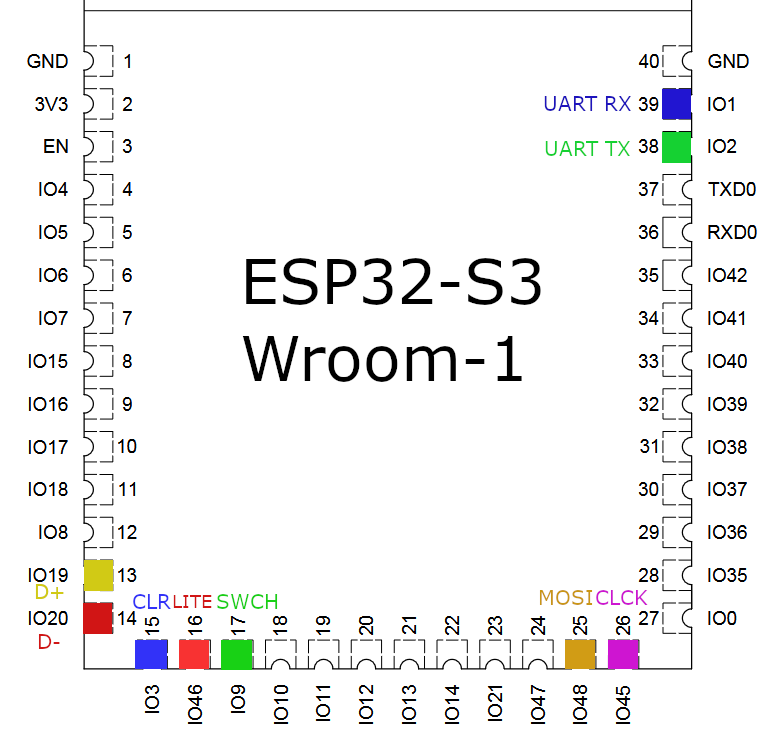 GND 1 40 GND
3V3 2 UART RX 39 IO1
EN 3 UART TX 38 IO2
IO4 4 37 TXD0
IO5 5 36 RXD0
IO6 6 35 IO42
ESP32-S3
IO7 7 34 IO41
Wroom-1
IO15 8 33 IO40
IO16 9 32 IO39
IO17 10 31 IO38
IO18 11 30 IO37
IO8 12 29 IO36
IO19 13 28 IO35
D+
CLR LITE SWCH MOSI CLCK
IO20 14 27 IO0
D-
15 16 17 18 19 20 21 22 23 24 25 26
IO3 IO46 IO9 IO10 IO11 IO12 IO13 IO14 IO21 IO47 IO48 IO45